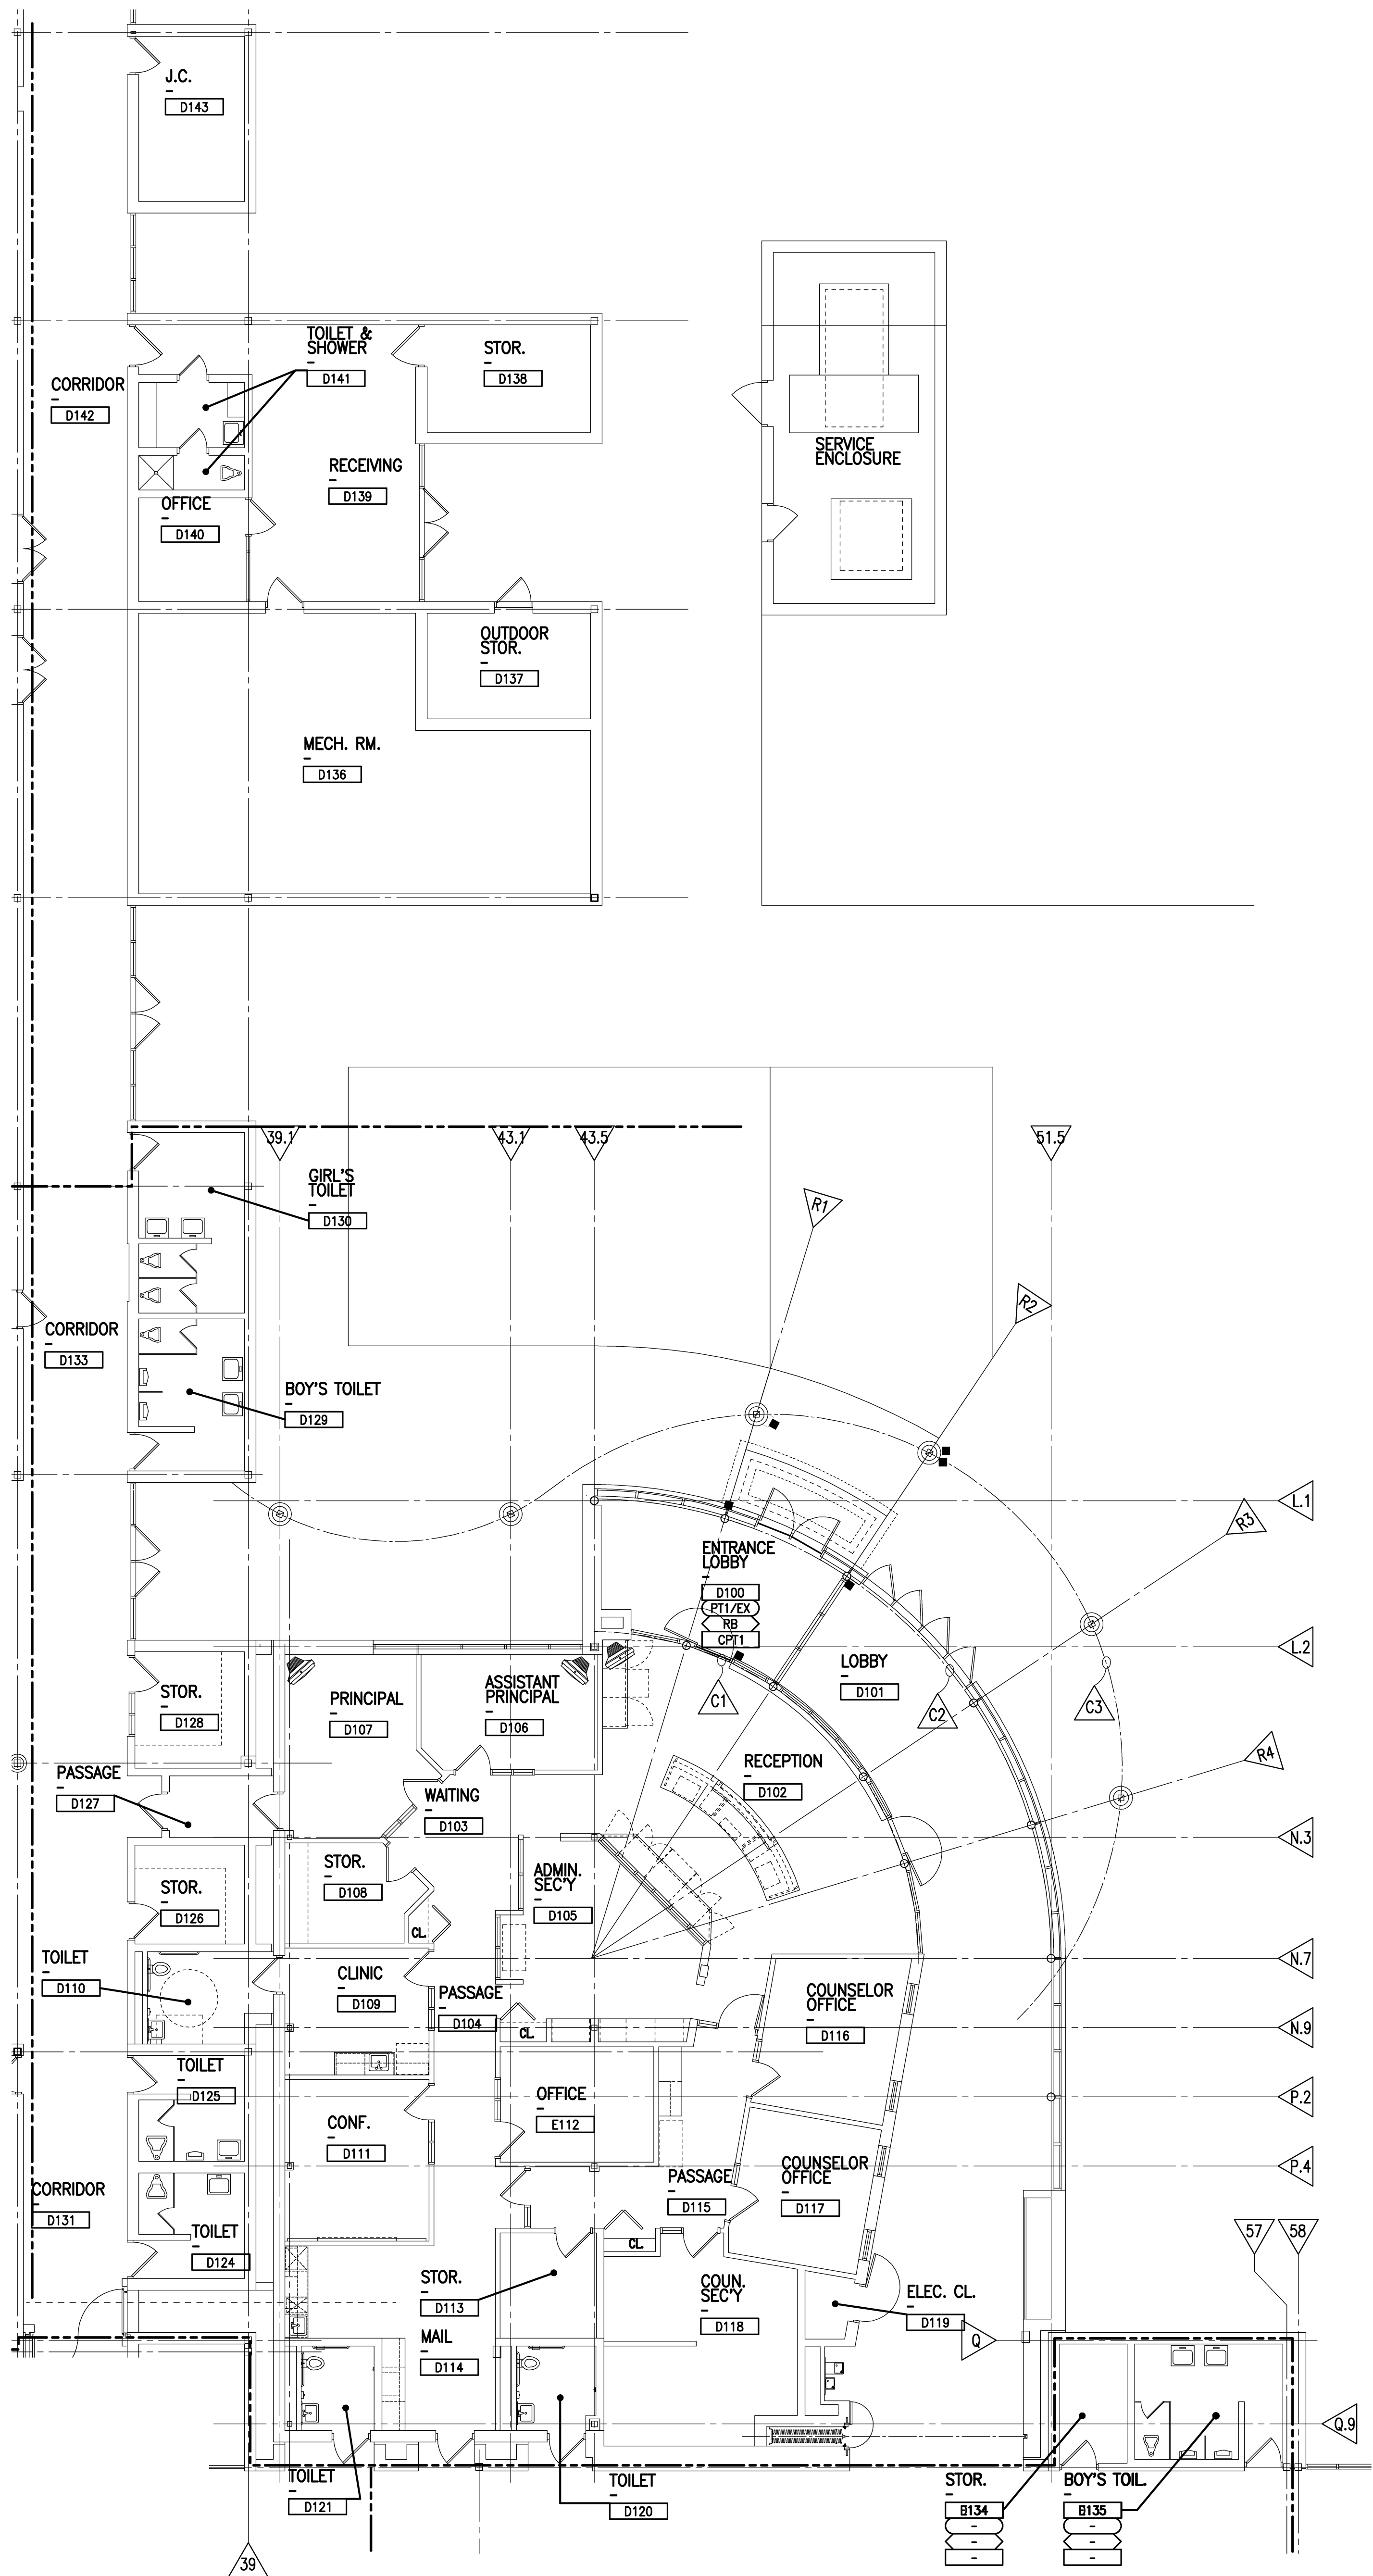 J.C.
-
D143
TOILET &
SHOWER
-
D141
STOR.
-
D138
CORRIDOR
-
D142
SERVICE
ENCLOSURE
RECEIVING
-
D139
OFFICE
-
D140
OUTDOOR
STOR.
-
D137
MECH. RM.
-
D136
39.1
43.1
43.5
51.5
GIRL'S
TOILET
-
D130
R1
R2
CORRIDOR
-
D133
BOY'S TOILET
-
D129
L.1
R3
ENTRANCE
LOBBY
-
D100
PT1/EX
RB
CPT1
L.2
LOBBY
-
D101
C1
C2
C3
STOR.
-
D128
PRINCIPAL
-
D107
ASSISTANT
PRINCIPAL
-
D106
R4
PASSAGE
-
D127
WAITING
-
D103
RECEPTION
-
D102
N.3
STOR.
-
D108
ADMIN.
SEC'Y
-
D105
STOR.
-
D126
CL.
TOILET
-
D110
CLINIC
-
D109
PASSAGE
-
D104
CL.
COUNSELOR
OFFICE
-
D116
N.7
N.9
TOILET
-
D125
OFFICE
-
E112
P.2
CONF.
-
D111
COUNSELOR
OFFICE
-
D117
PASSAGE
-
D115
P.4
CORRIDOR
-
D131
TOILET
-
D124
CL.
57
58
STOR.
-
D113
COUN.
SEC'Y
-
D118
ELEC. CL.
-
D119
MAIL
-
D114
Q
Q.9
TOILET
-
D121
TOILET
-
D120
STOR.
-
-
-
-
BOY'S TOIL.
-
-
-
-
39